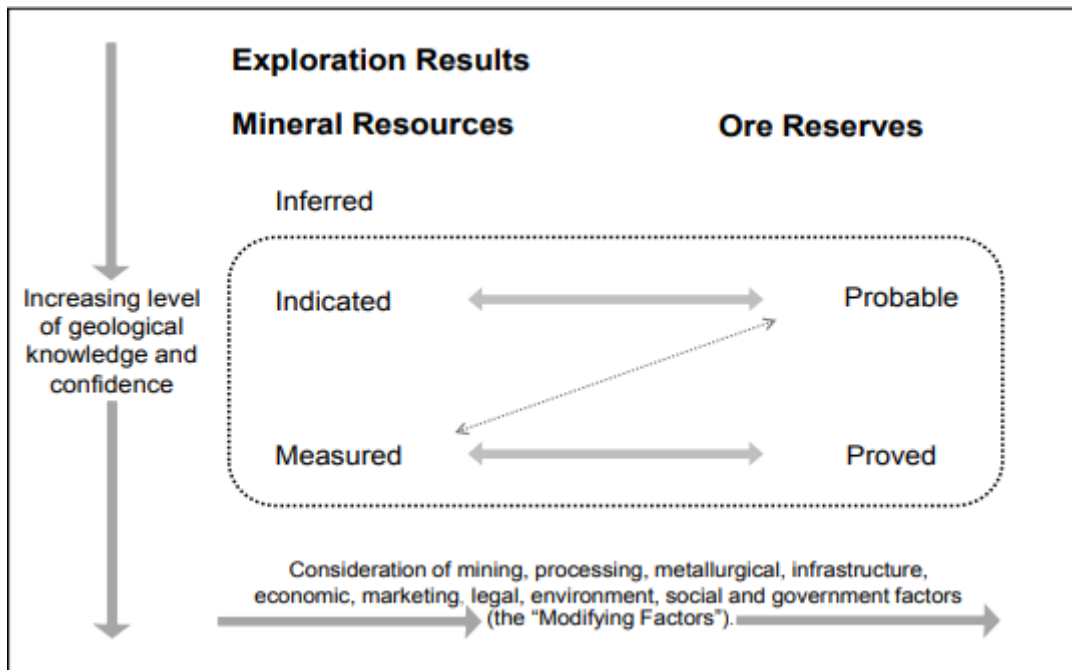 Exploration Results
Mineral Resources
Ore Reserves
Inferred
Increasing level
of geological
knowledge and
confidence
Indicated
Probable
Measured
Proved
Consideration of mining, processing, metallurgical, infrastructure,
economic, marketing, legal, environment, social and government factors
(the “Modifying Factors”).